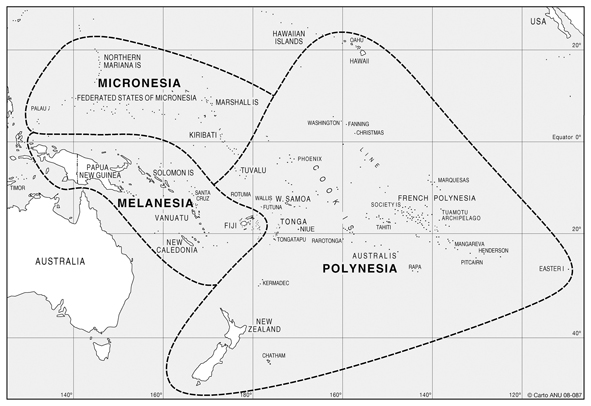 USA
HAWAIIAN
ISLANDS
OAHU
HAWAII
20°
NORTHERN
MARIANA IS
MICRONESIA
FEDERATED STATES OF MICRONESIA
MARSHALL IS
PALAU
KIRIBATI
WASHINGTON
FANNING
CHRISTMAS
Equator 0°
PAPUA
NEW GUINEA
SOLOMON IS
TUVALU
PHOENIX
LINE
COOK IS
MARQUESAS
TIMOR
SANTA
CRUZ
ROTUMA
WALLIS
FUTUNA
W. SAMOA
FRENCH POLYNESIA
SOCIETY IS
MELANESIA
VANUATU
FIJI
TONGA
NIUE
TAHITI
TUAMOTU
ARCHIPELAGO
20°
NEW
CALEDONIA
TONGATAPU
RAROTONGA
MANGAREVA
HENDERSON
AUSTRALIS
PITCAIRN
AUSTRALIA
POLYNESIA
RAPA
EASTER I
KERMADEC
NEW
ZEALAND
40°
CHATHAM
140°
160°
180°
160°
140°
120°
© Carto ANU 08-087